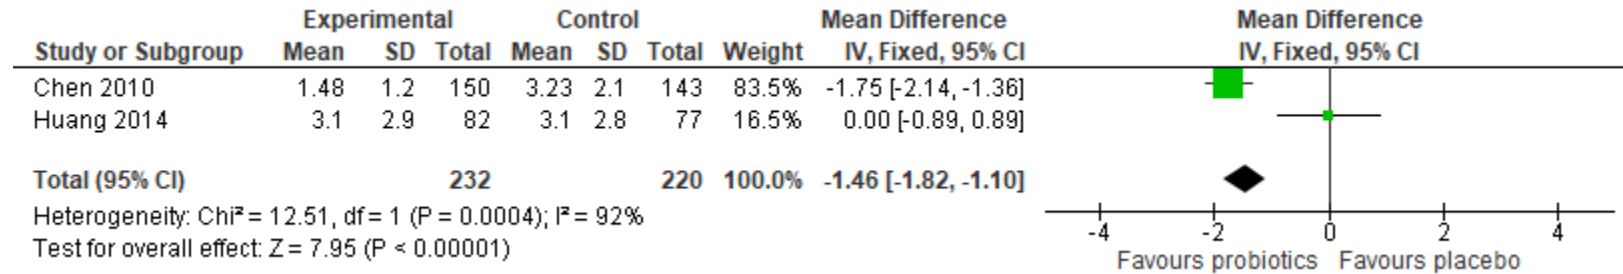 Experimental Control Mean Difference Mean Difference
Study or Subgroup Mean SD Total Mean SD Total Weight IV, Fixed, 95% CI IV, Fixed, 95% CI
Chen 2010 1.48 1.2 150 3.23 2.1 143 83.5% -1.75 [-2.14, -1.36]
Huang 2014 3.1 2.9 82 3.1 2.8 77 16.5% 0.00 [-0.89, 0.89]
Total (95% CI) 232 220 100.0% -1.46 [-1.82, -1.10]
Heterogeneity: Chi² = 12.51, df = 1 (P = 0.0004); I² = 92%
Test for overall effect: Z = 7.95 (P < 0.00001)
-4 -2 0 2 4
Favours probiotics Favours placebo